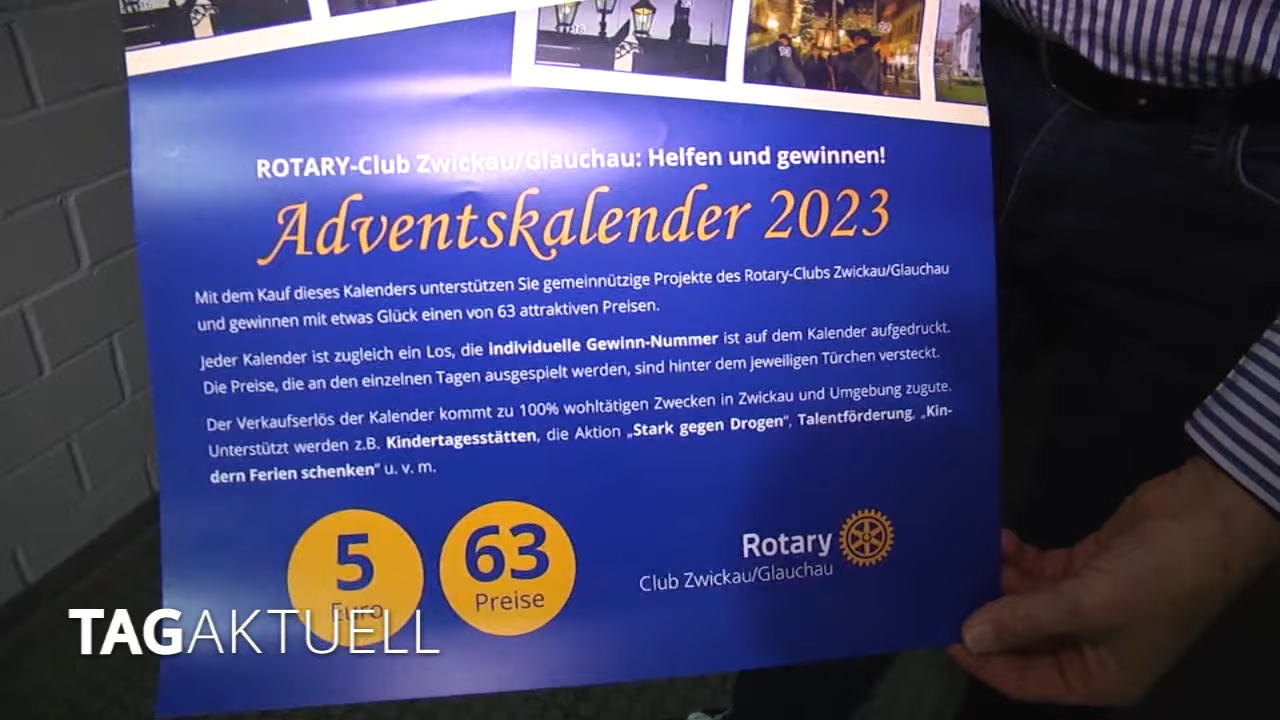 16
ROTARY-Club Zwickau/Glauchau: Helfen und gewinnen!
Adventskalender 2023
Mit dem Kauf dieses Kalenders unterstützen Sie gemeinnützige Projekte des Rotary-Clubs Zwickau/Glauchau
und gewinnen mit etwas Glück einen von 63 attraktiven Preisen.
Jeder Kalender ist zugleich ein Los, die individuelle Gewinn-Nummer ist auf dem Kalender aufgedruckt.
Die Preise, die an den einzelnen Tagen ausgespielt werden, sind hinter dem jeweiligen Türchen versteckt.
Der Verkaufserlös der Kalender kommt zu 100% wohltätigen Zwecken in Zwickau und Umgebung zugute.
Unterstützt werden z.B. Kindertagesstätten, die Aktion „Stark gegen Drogen“, Talentförderung, „Kin-
dern Ferien schenken“ u. v. m.
5
Euro
63
Preise
Rotary
Club Zwickau/Glauchau
TAGAKTUELL